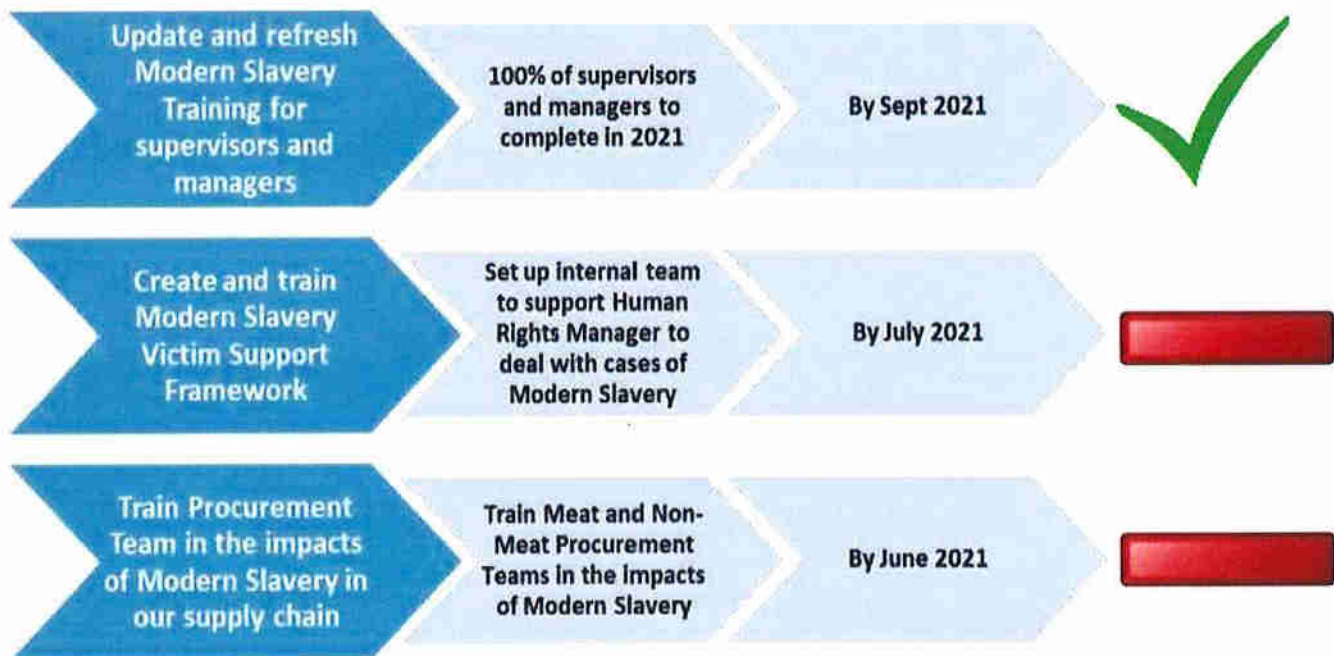 Update and refresh
Modern Slavery
Training for
supervisors and
managers
100% of supervisors
and managers to
complete in 2021
By Sept 2021
Create and train
Modern Slavery
Victim Support
Framework
Set up internal team
to support Human
Rights Manager to
deal with cases of
Modern Slavery
By July 2021
Train Procurement
Team in the impacts
of Modern Slavery in
our supply chain
Train Meat and Non-
Meat Procurement
Teams in the impacts
of Modern Slavery
By June 2021